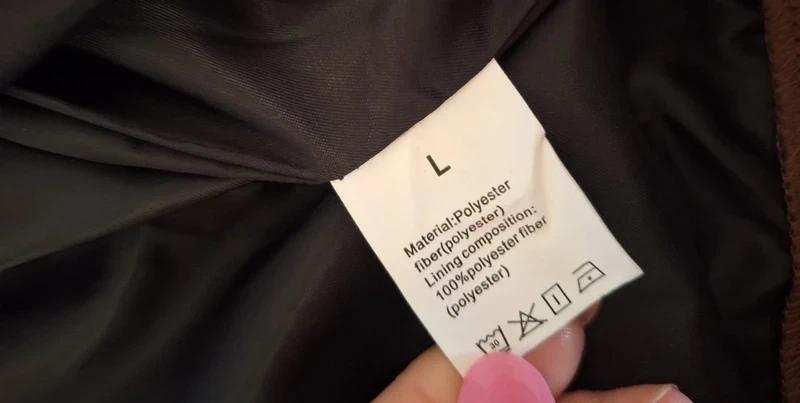 L
Material:Polyester
fiber(polyester)
Lining composition:
100%polyester fiber
(polyester)
30